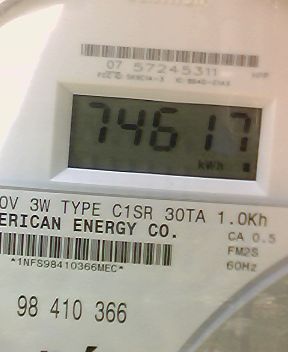 07 57245311
74617
kWh
0V 3W TYPE C1SR 30TA 1.0Kh
ERICAN ENERGY CO.
CA 0.5
FM2S
*1NFS98410366MEC*
60Hz
98 410 366